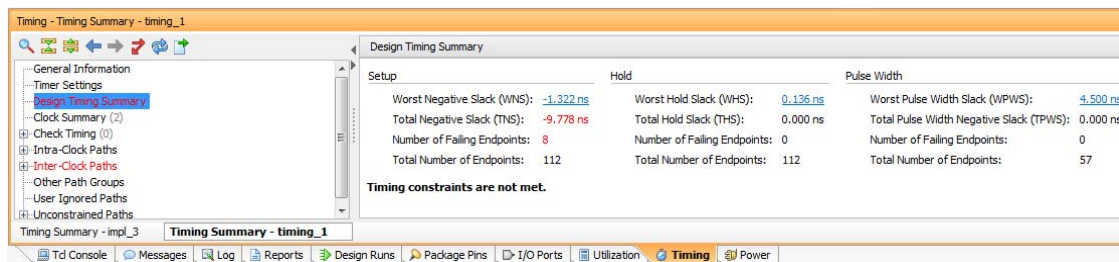 Timing - Timing Summary - timing_1
Design Timing Summary
General Information
Timer Settings
Design Timing Summary
Clock Summary (2)
Check Timing (0)
Intra-Clock Paths
Inter-Clock Paths
Other Path Groups
User Ignored Paths
Unconstrained Paths
Setup Hold Pulse Width
Worst Negative Slack (WNS): -1.322 ns Worst Hold Slack (WHS): 0.136 ns Worst Pulse Width Slack (WPWS): 4.500 ns
Total Negative Slack (TNS): -9.778 ns Total Hold Slack (THS): 0.000 ns Total Pulse Width Negative Slack (TPWS): 0.000 ns
Number of Failing Endpoints: 8 Number of Failing Endpoints: 0 Number of Failing Endpoints: 0
Total Number of Endpoints: 112 Total Number of Endpoints: 112 Total Number of Endpoints: 57
Timing constraints are not met.
Timing Summary - impl_3 Timing Summary - timing_1
Tcl Console Messages Log Reports Design Runs Package Pins I/O Ports Utilization Timing Power